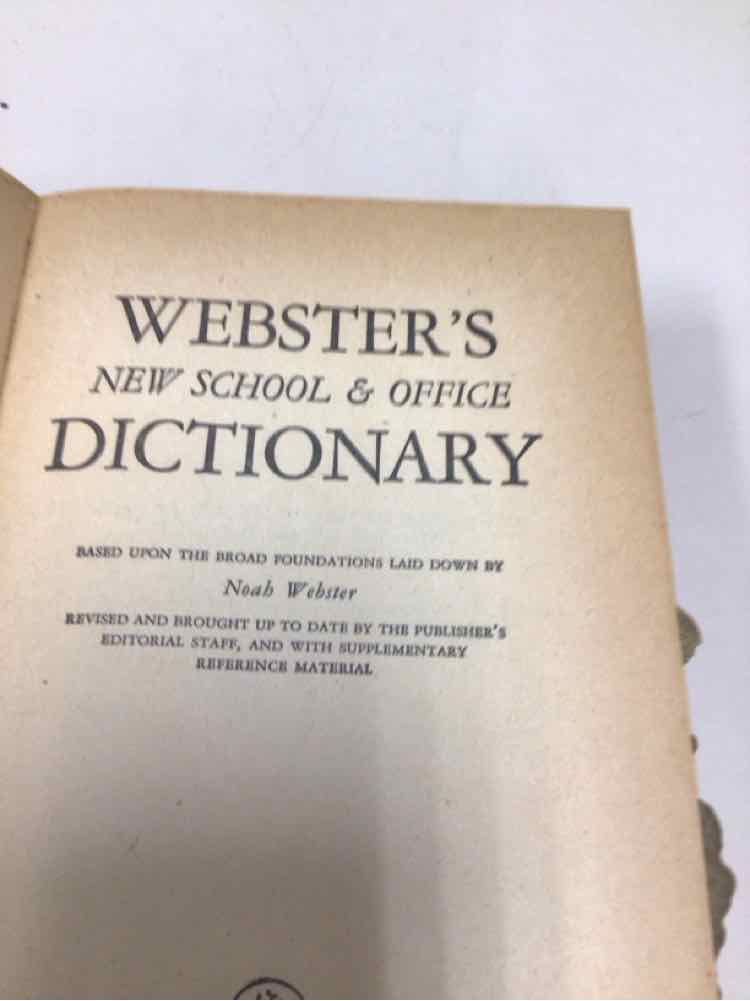 WEBSTER'S
NEW SCHOOL & OFFICE
DICTIONARY
BASED UPON THE BROAD FOUNDATIONS LAID DOWN BY
Noah Webster
REVISED AND BROUGHT UP TO DATE BY THE PUBLISHER'S
EDITORIAL STAFF, AND WITH SUPPLEMENTARY
REFERENCE MATERIAL